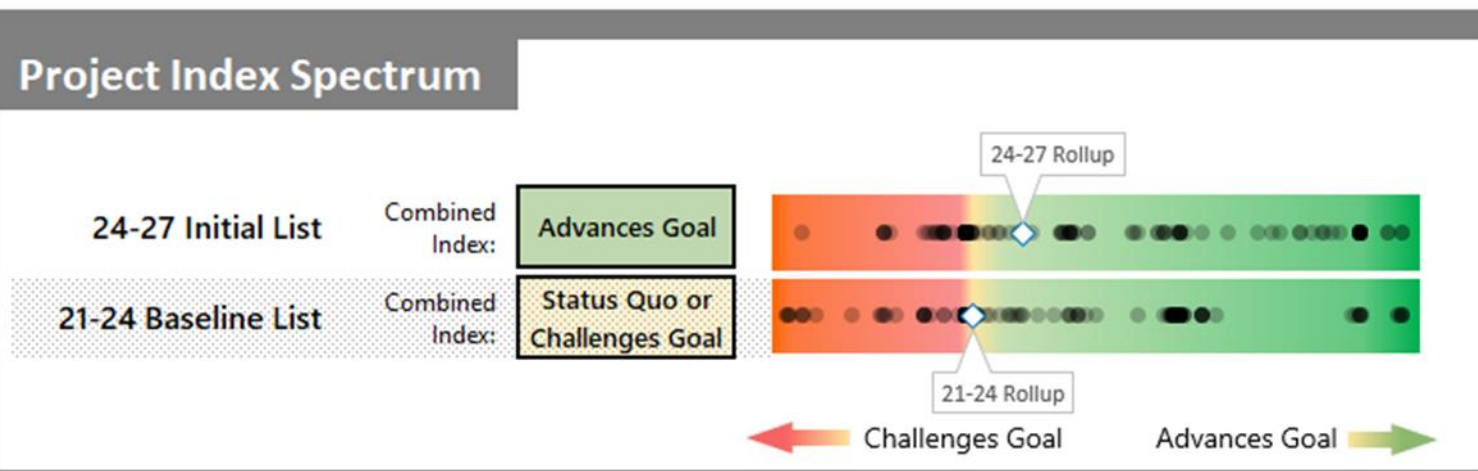 Project Index Spectrum
24-27 Rollup
24-27 Initial List
Combined
Index:
Advances Goal
21-24 Baseline List
Combined
Index:
Status Quo or
Challenges Goal
21-24 Rollup
Challenges Goal
Advances Goal